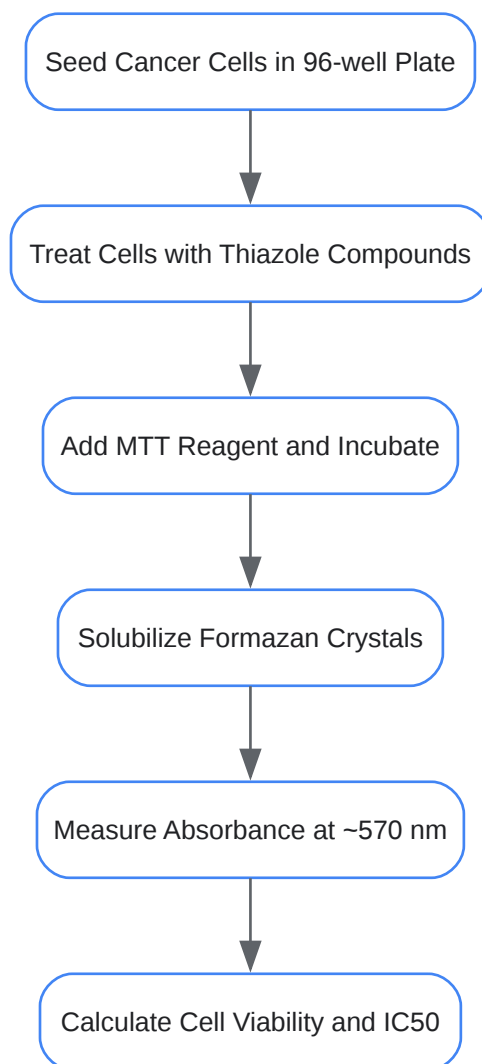 Seed Cancer Cells in 96-well Plate
Treat Cells with Thiazole Compounds
Add MTT Reagent and Incubate
Solubilize Formazan Crystals
Measure Absorbance at ~570 nm
Calculate Cell Viability and IC50